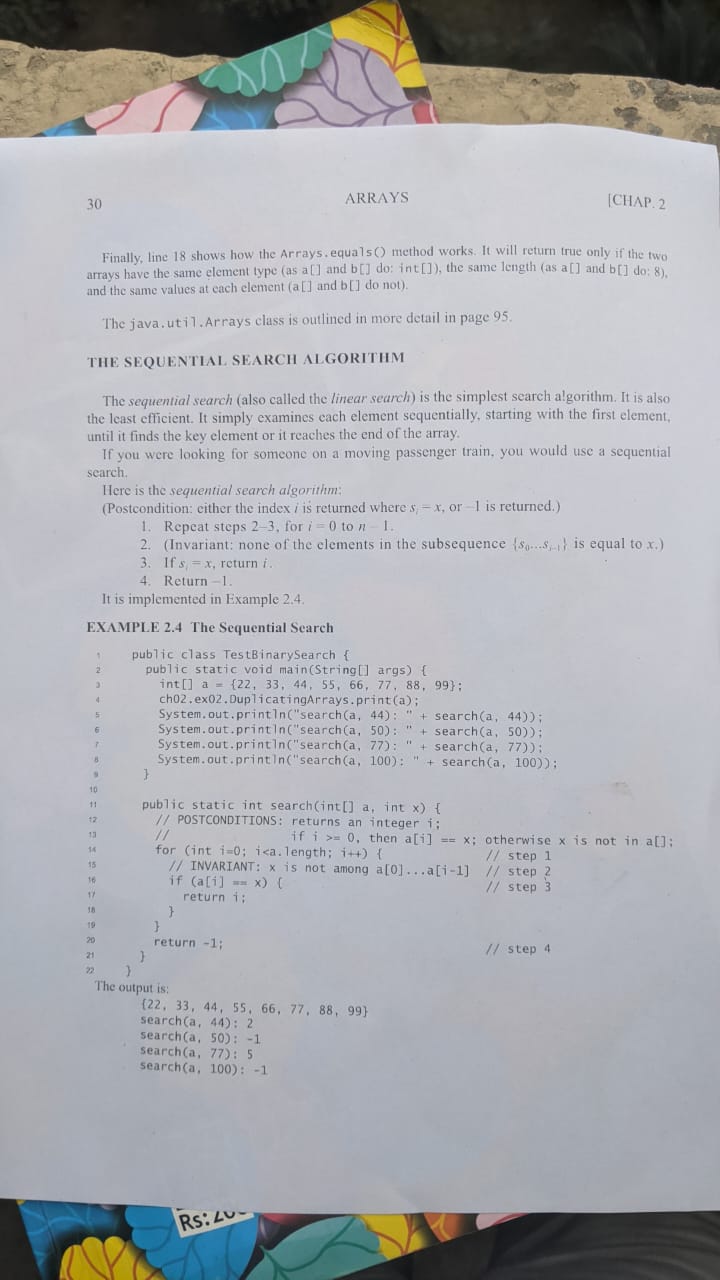 30
ARRAYS
[CHAP. 2
Finally, line 18 shows how the Arrays.equals() method works. It will return true only if the two
arrays have the same element type (as a[] and b[] do: int[]), the same length (as a[] and b[] do: 8),
and the same values at each element (a[] and b[] do not).
The java.util.Arrays class is outlined in more detail in page 95.
THE SEQUENTIAL SEARCH ALGORITHM
The sequential search (also called the linear search) is the simplest search algorithm. It is also
the least efficient. It simply examines each element sequentially, starting with the first element,
until it finds the key element or it reaches the end of the array.
If you were looking for someone on a moving passenger train, you would use a sequential
search.
Here is the sequential search algorithm:
(Postcondition: either the index i is returned where sᵢ = x, or −1 is returned.)
1. Repeat steps 2–3, for i = 0 to n − 1.
2. (Invariant: none of the elements in the subsequence {s₀...sᵢ₋₁} is equal to x.)
3. If sᵢ = x, return i.
4. Return −1.
It is implemented in Example 2.4.
EXAMPLE 2.4 The Sequential Search
1 public class TestBinarySearch {
2 public static void main(String[] args) {
3 int[] a = {22, 33, 44, 55, 66, 77, 88, 99};
4 ch02.ex02.DuplicatingArrays.print(a);
5 System.out.println("search(a, 44): " + search(a, 44));
6 System.out.println("search(a, 50): " + search(a, 50));
7 System.out.println("search(a, 77): " + search(a, 77));
8 System.out.println("search(a, 100): " + search(a, 100));
9 }
10
11 public static int search(int[] a, int x) {
12 // POSTCONDITIONS: returns an integer i;
13 // if i >= 0, then a[i] == x; otherwise x is not in a[];
14 for (int i=0; i<a.length; i++) { // step 1
15 // INVARIANT: x is not among a[0]...a[i-1] // step 2
16 if (a[i] == x) { // step 3
17 return i;
18 }
19 }
20 return -1; // step 4
21 }
22 }
The output is:
{22, 33, 44, 55, 66, 77, 88, 99}
search(a, 44): 2
search(a, 50): -1
search(a, 77): 5
search(a, 100): -1
Rs: